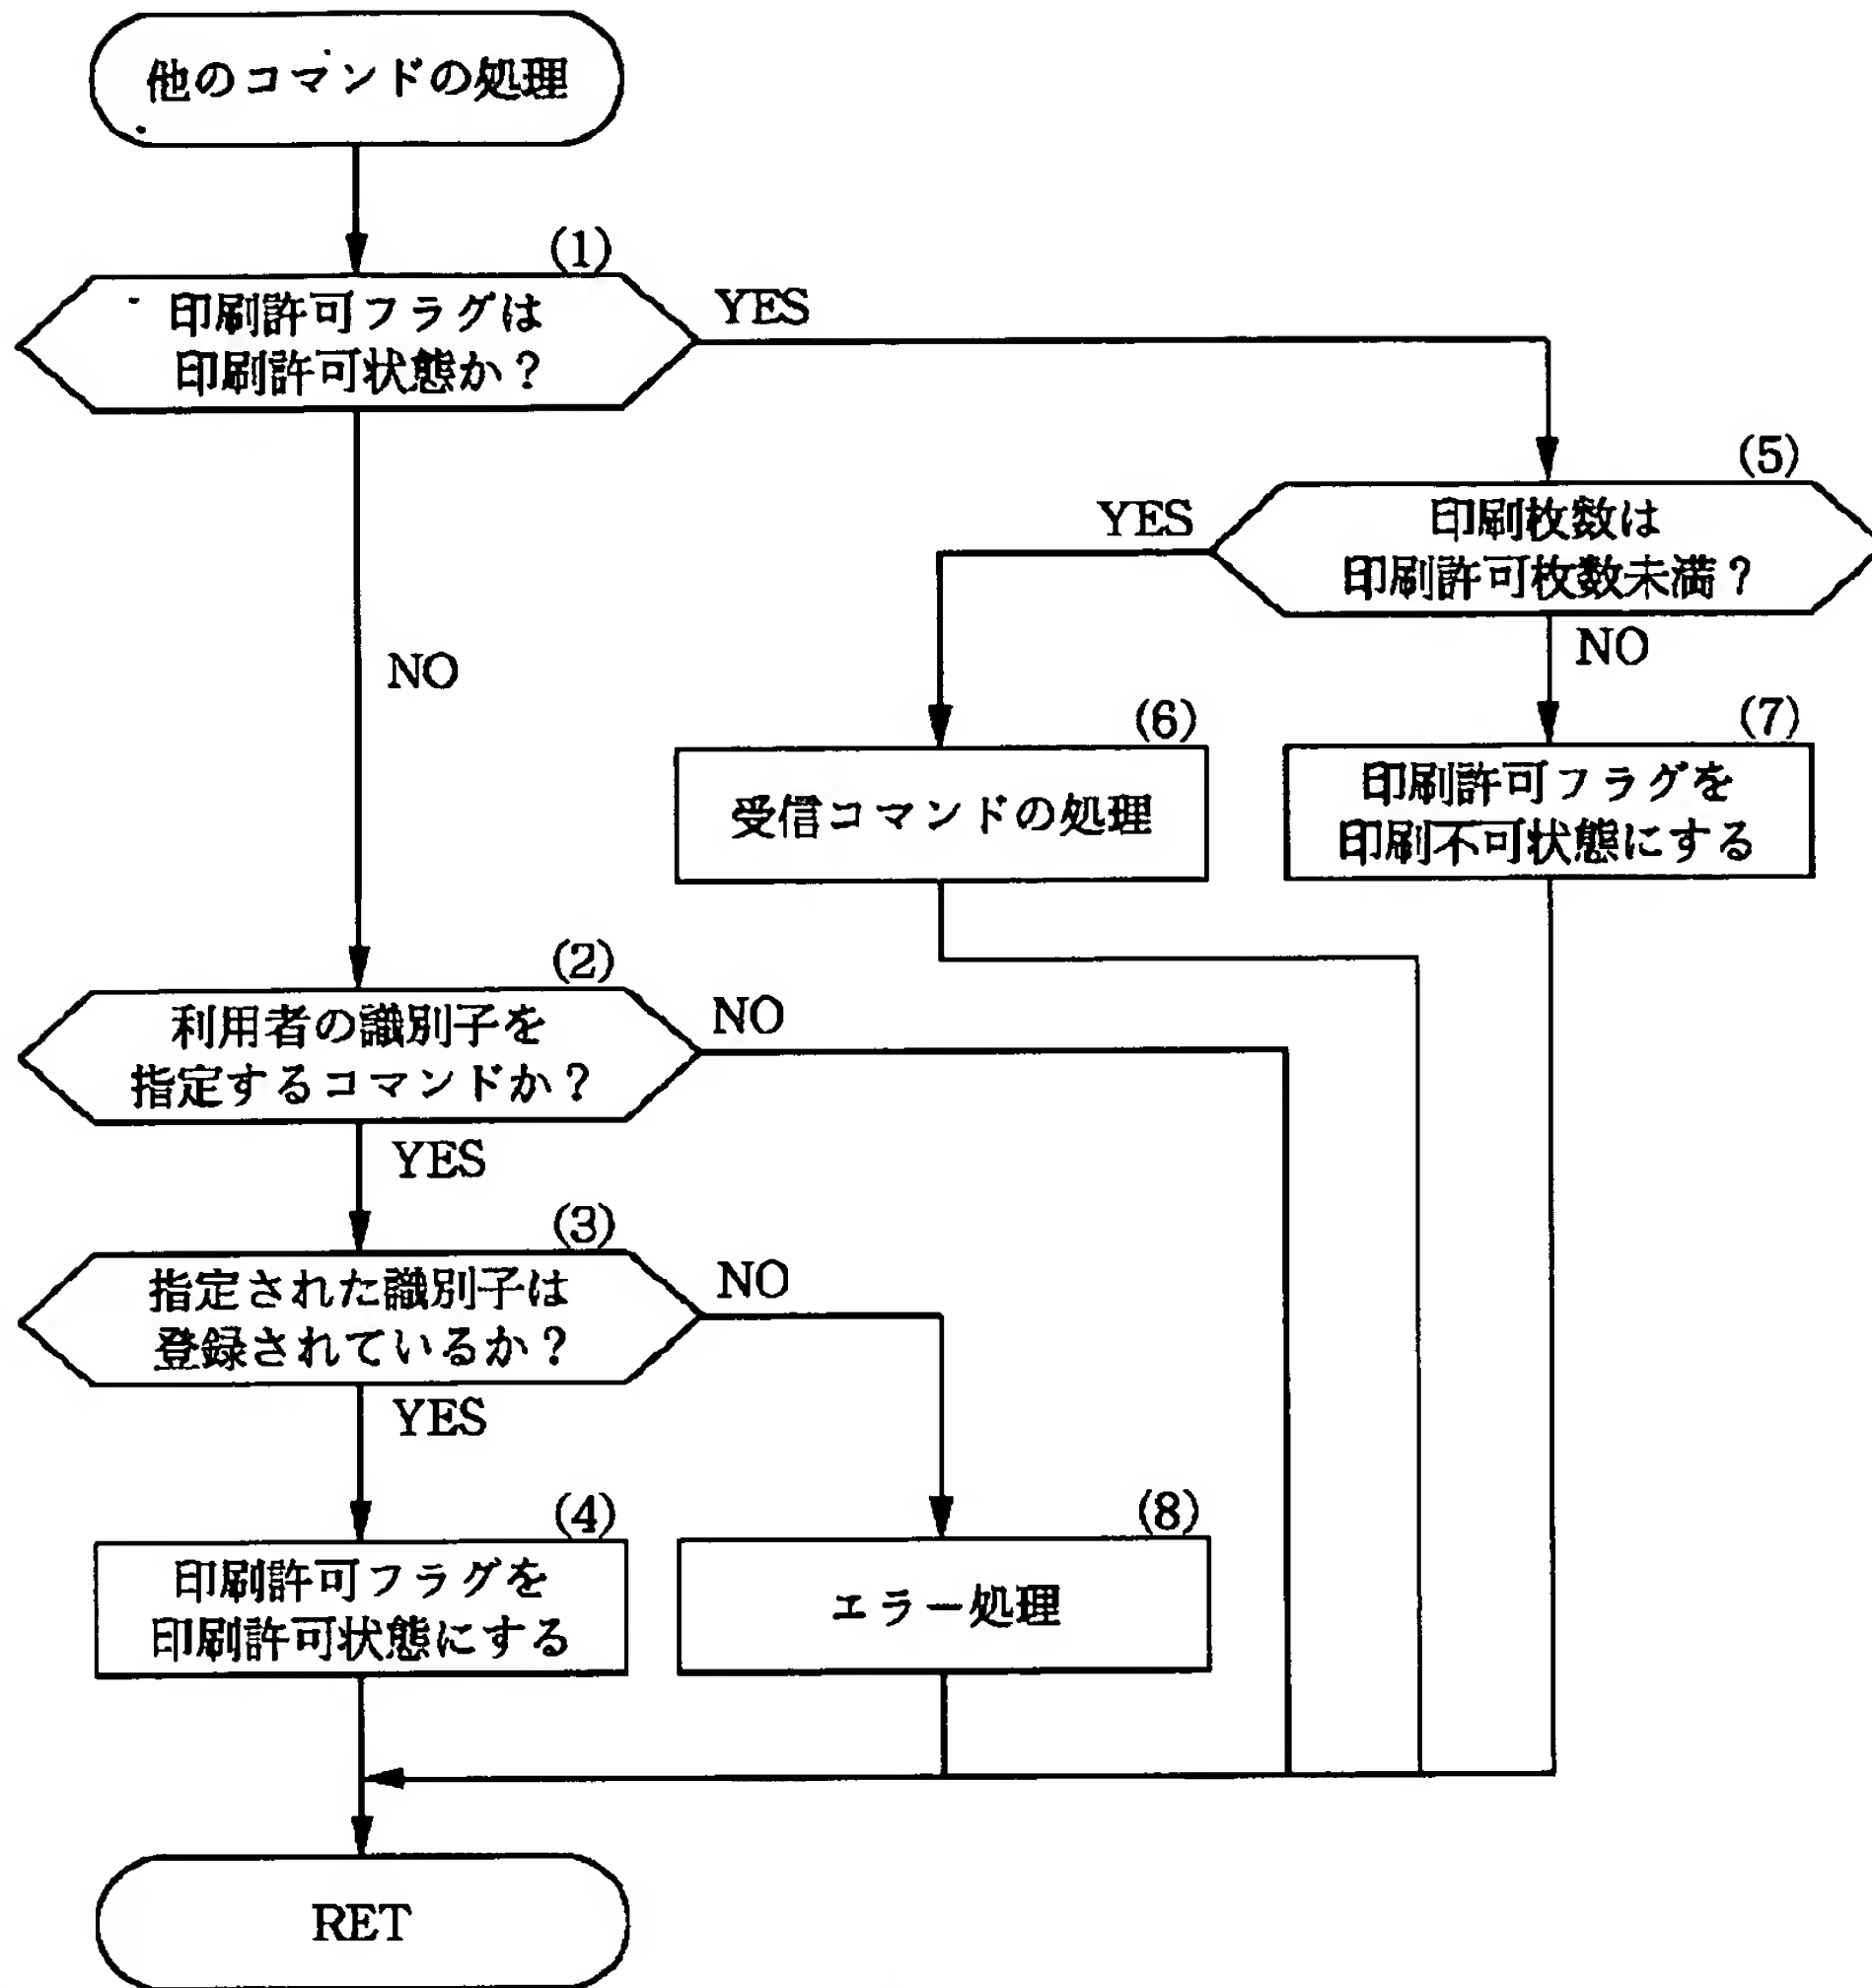 他のコマンドの処理
(1)
印刷許可フラグは
印刷許可状態か?
YES
(5)
印刷枚数は
印刷許可枚数未満?
YES
NO
NO
(6)
受信コマンドの処理
(7)
印刷許可フラグを
印刷不可状態にする
(2)
利用者の識別子を
指定するコマンドか?
NO
YES
(3)
指定された識別子は
登録されているか?
NO
YES
(4)
印刷許可フラグを
印刷許可状態にする
(8)
エラー処理
RET